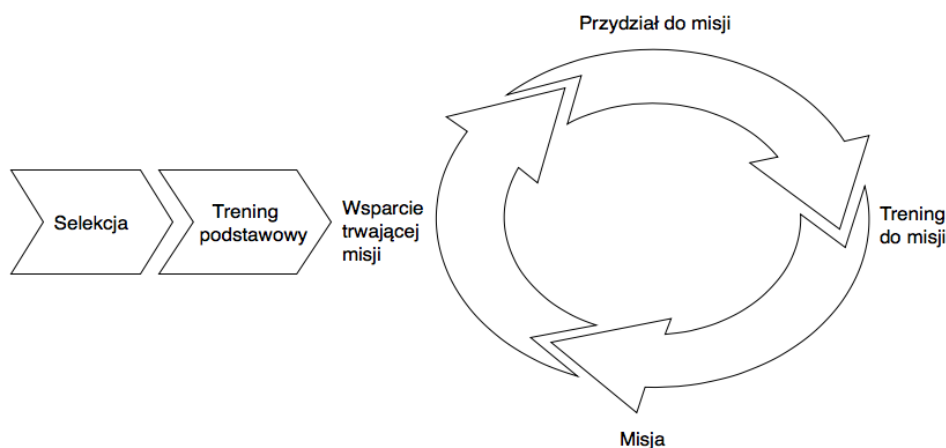 Przydział do misji
Selekcja
Trening
podstawowy
Wsparcie
trwającej
misji
Trening
do misji
Misja